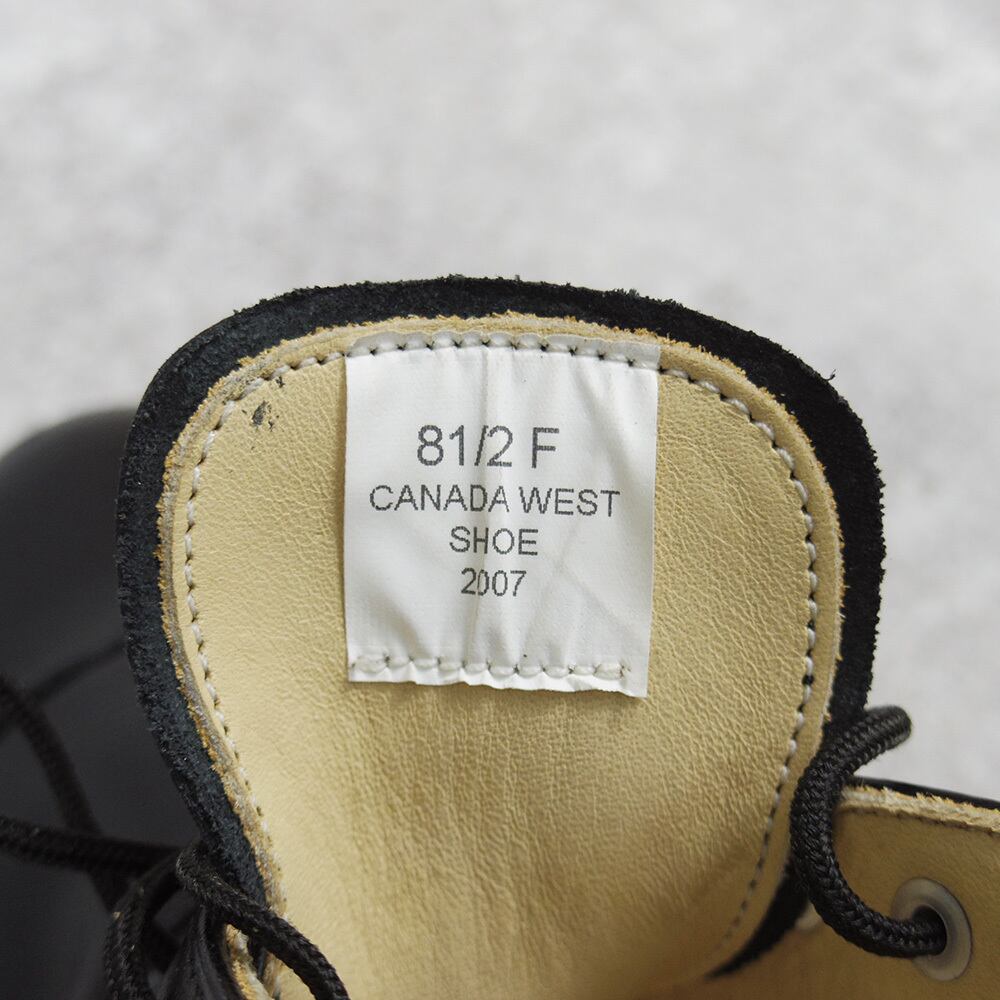 81/2 F
CANADA WEST
SHOE
2007